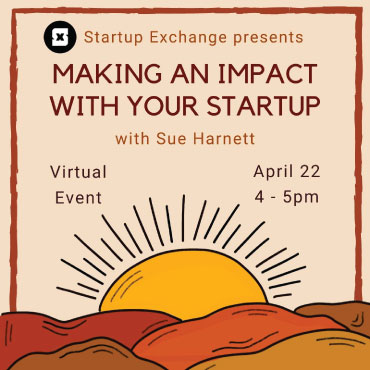 Startup Exchange presents
MAKING AN IMPACT
WITH YOUR STARTUP
with Sue Harnett
Virtual
Event
April 22
4 - 5pm